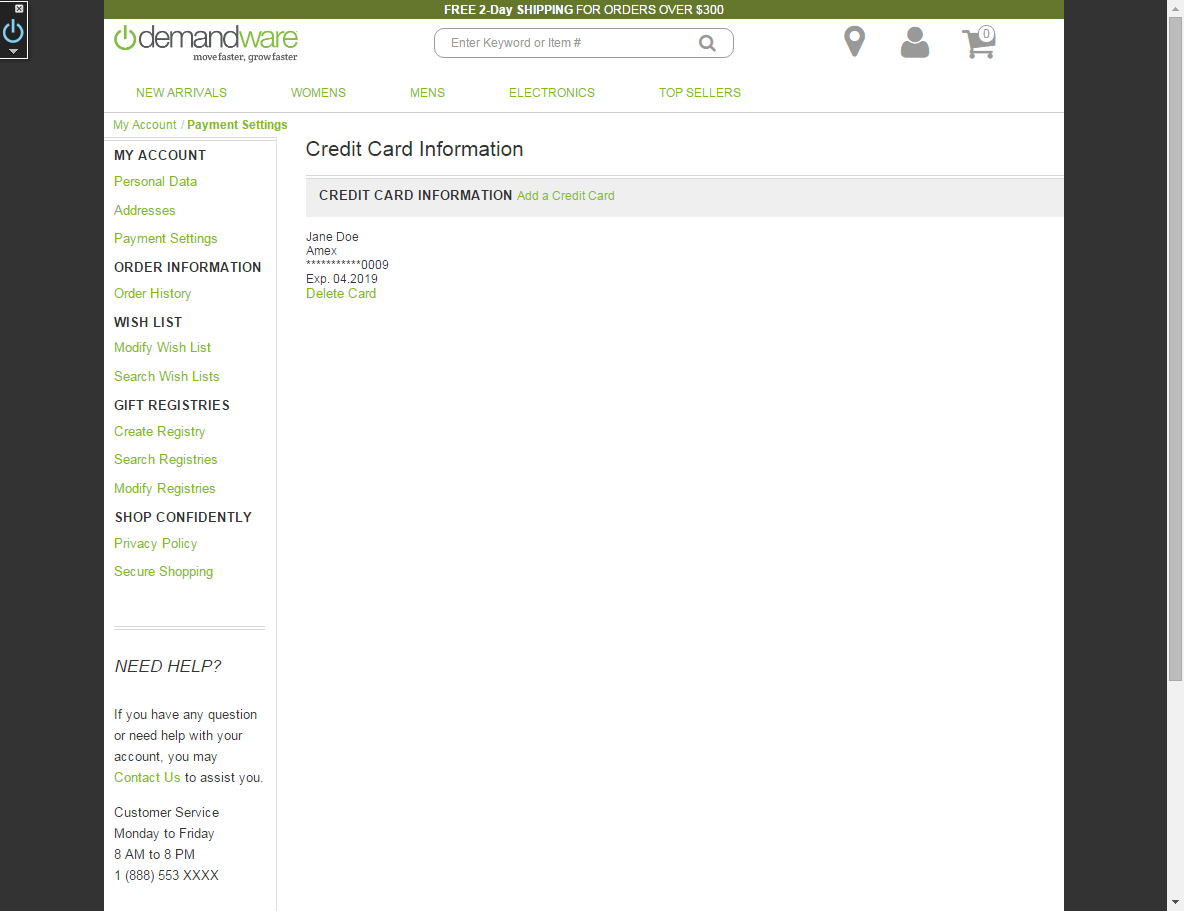 FREE 2-Day SHIPPING FOR ORDERS OVER $300
demandware
move faster, grow faster
Enter Keyword or Item #
0
NEW ARRIVALS WOMENS MENS ELECTRONICS TOP SELLERS
My Account / Payment Settings
MY ACCOUNT
Personal Data
Addresses
Payment Settings
ORDER INFORMATION
Order History
WISH LIST
Modify Wish List
Search Wish Lists
GIFT REGISTRIES
Create Registry
Search Registries
Modify Registries
SHOP CONFIDENTLY
Privacy Policy
Secure Shopping
NEED HELP?
If you have any question
or need help with your
account, you may
Contact Us to assist you.
Customer Service
Monday to Friday
8 AM to 8 PM
1 (888) 553 XXXX
Credit Card Information
CREDIT CARD INFORMATION Add a Credit Card
Jane Doe
Amex
***********0009
Exp. 04.2019
Delete Card